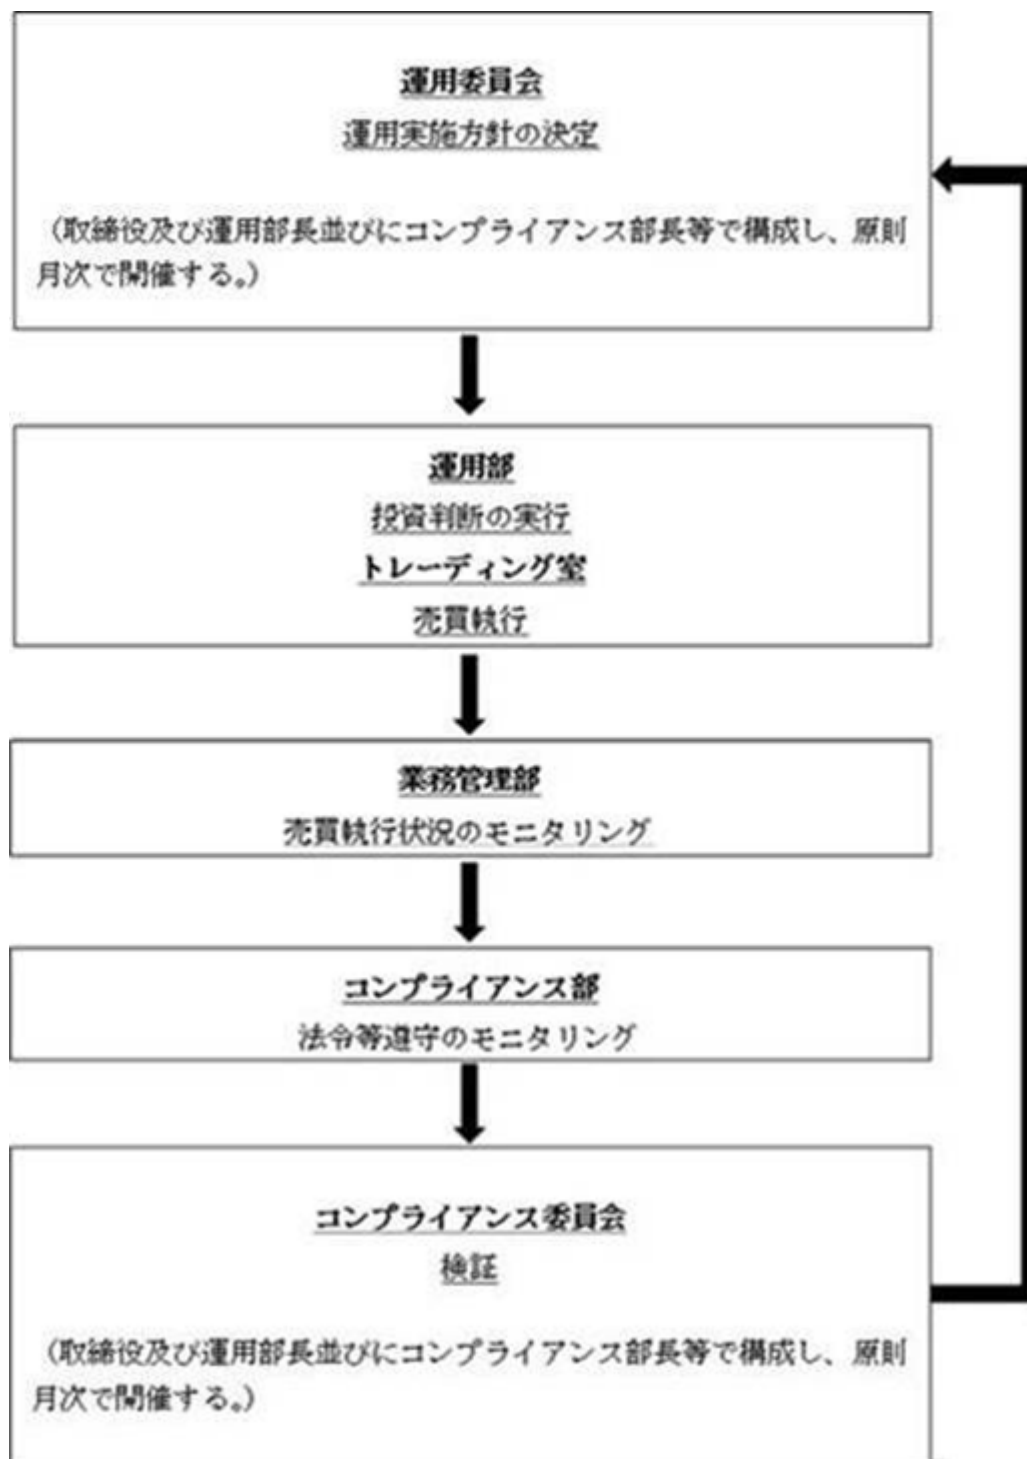 運用委員会
運用実施方針の決定
（取締役及び運用部長並びにコンプライアンス部長等で構成し、原則
月次で開催する。）
運用部
投資判断の実行
トレーディング室
売買執行
業務管理部
売買執行状況のモニタリング
コンプライアンス部
法令等遵守のモニタリング
コンプライアンス委員会
検証
（取締役及び運用部長並びにコンプライアンス部長等で構成し、原則
月次で開催する。）